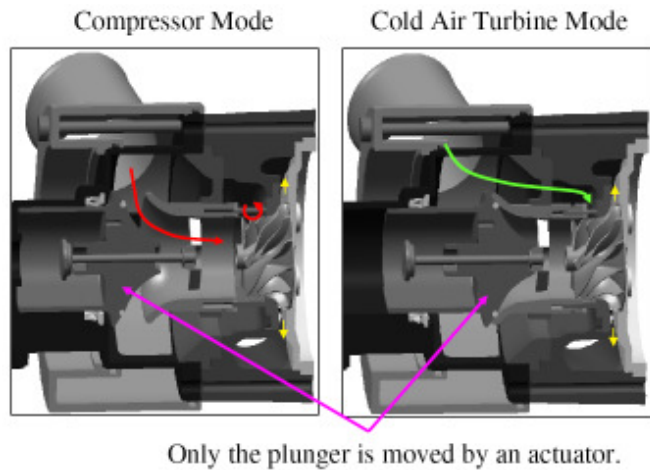 Compressor Mode
Cold Air Turbine Mode
Only the plunger is moved by an actuator.